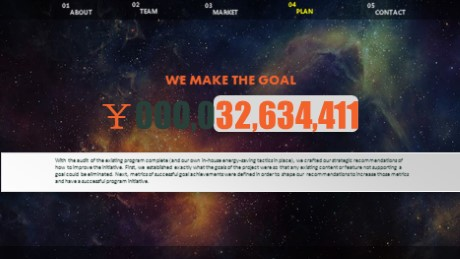 01 ABOUT
02 TEAM
03 MARKET
04 PLAN
05 CONTACT
WE MAKE THE GOAL
¥ 000,032,634,411
With the audit of the existing program complete (and our own in-house energy-saving tactics in place), we crafted our strategic recommendations of
how to improve the initiative. First, we established exactly what the goals of the project were so that any existing content or feature not supporting a
goal could be eliminated. Next, metrics of successful goal achievements were defined in order to shape our recommendations to increase those metrics
and have a successful program initiative.